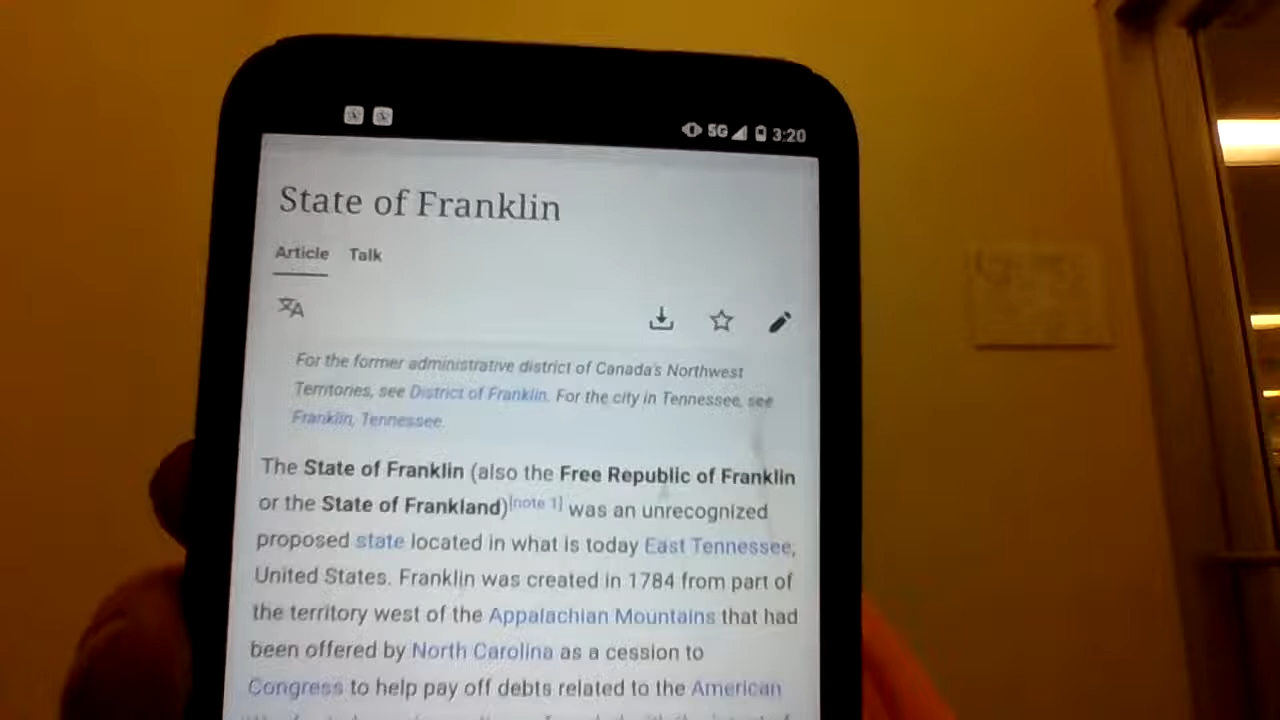 5G 3:20
State of Franklin
Article Talk
For the former administrative district of Canada's Northwest
Territories, see District of Franklin. For the city in Tennessee, see
Franklin, Tennessee.
The State of Franklin (also the Free Republic of Franklin
or the State of Frankland)[note 1] was an unrecognized
proposed state located in what is today East Tennessee,
United States. Franklin was created in 1784 from part of
the territory west of the Appalachian Mountains that had
been offered by North Carolina as a cession to
Congress to help pay off debts related to the American